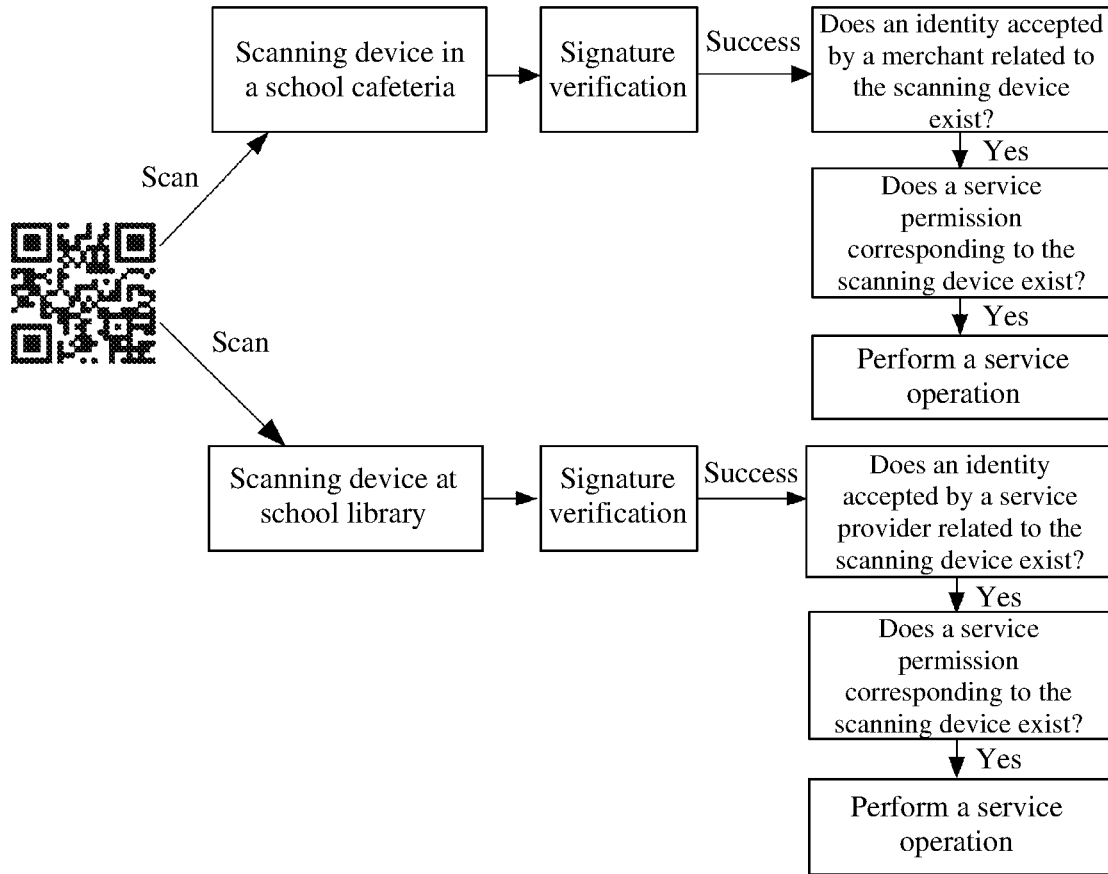 Scanning device in
a school cafeteria
Signature
verification
Success
Does an identity accepted
by a merchant related to
the scanning device
exist?
Yes
Does a service
permission
corresponding to the
scanning device exist?
Yes
Perform a service
operation
Scan
Scan
Scanning device at
school library
Signature
verification
Success
Does an identity
accepted by a service
provider related to the
scanning device exist?
Yes
Does a service
permission
corresponding to the
scanning device exist?
Yes
Perform a service
operation